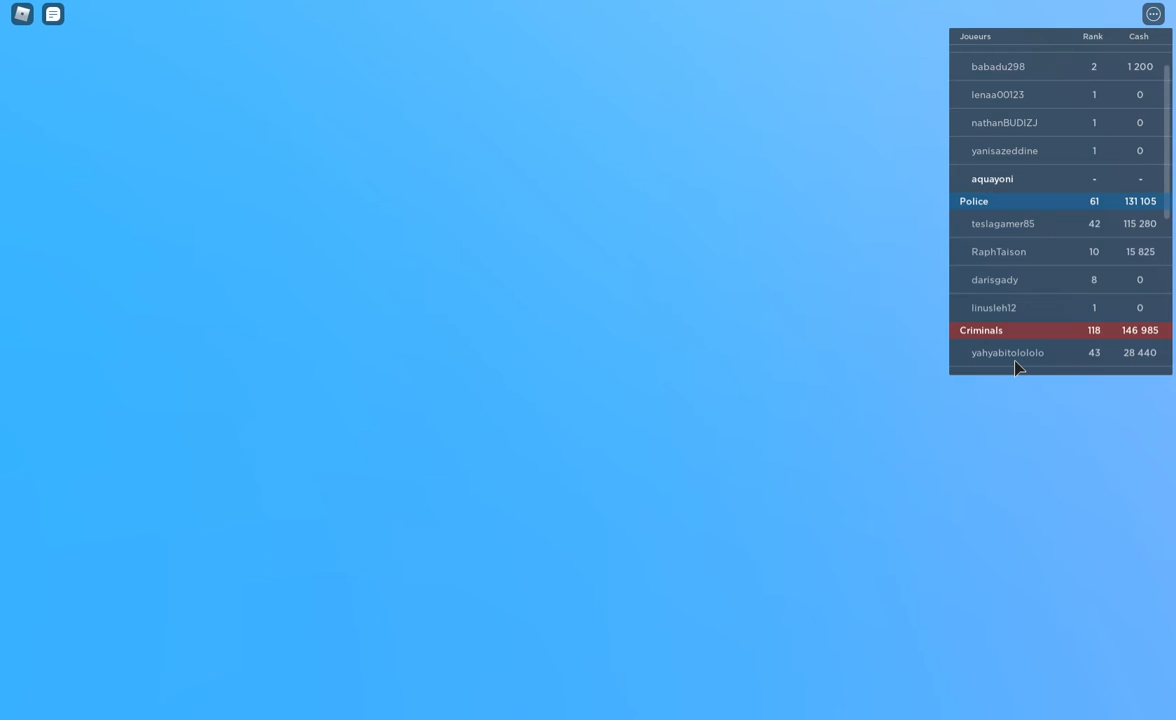 Joueurs Rank Cash
babadu298 2 1 200
lenaa00123 1 0
nathanBUDIZJ 1 0
yanisazeddine 1 0
aquayoni - -
Police 61 131 105
teslagamer85 42 115 280
RaphTaison 10 15 825
darisgady 8 0
linusleh12 1 0
Criminals 118 146 985
yahyabitolololo 43 28 440